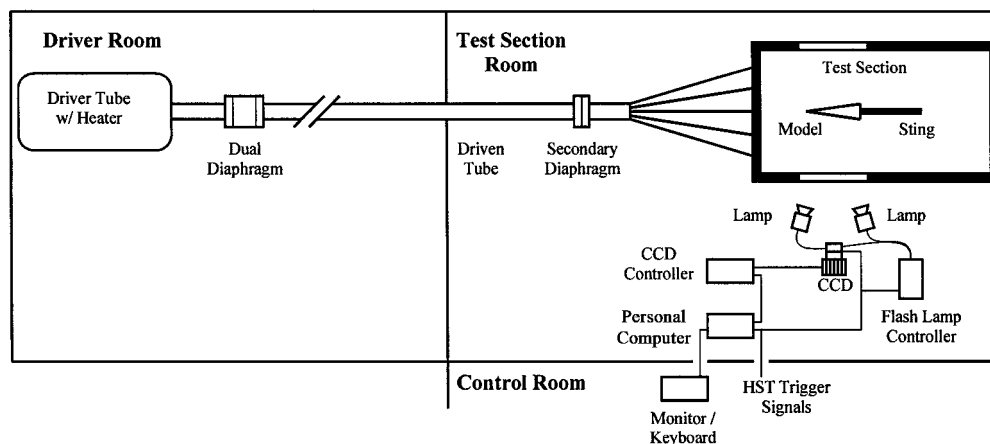 Driver Room
Driver Tube
w/ Heater
Dual
Diaphragm
Test Section
Room
Driven
Tube
Secondary
Diaphragm
Test Section
Model
Sting
Lamp
Lamp
CCD
Controller
CCD
Personal
Computer
Flash Lamp
Controller
Control Room
Monitor /
Keyboard
HST Trigger
Signals